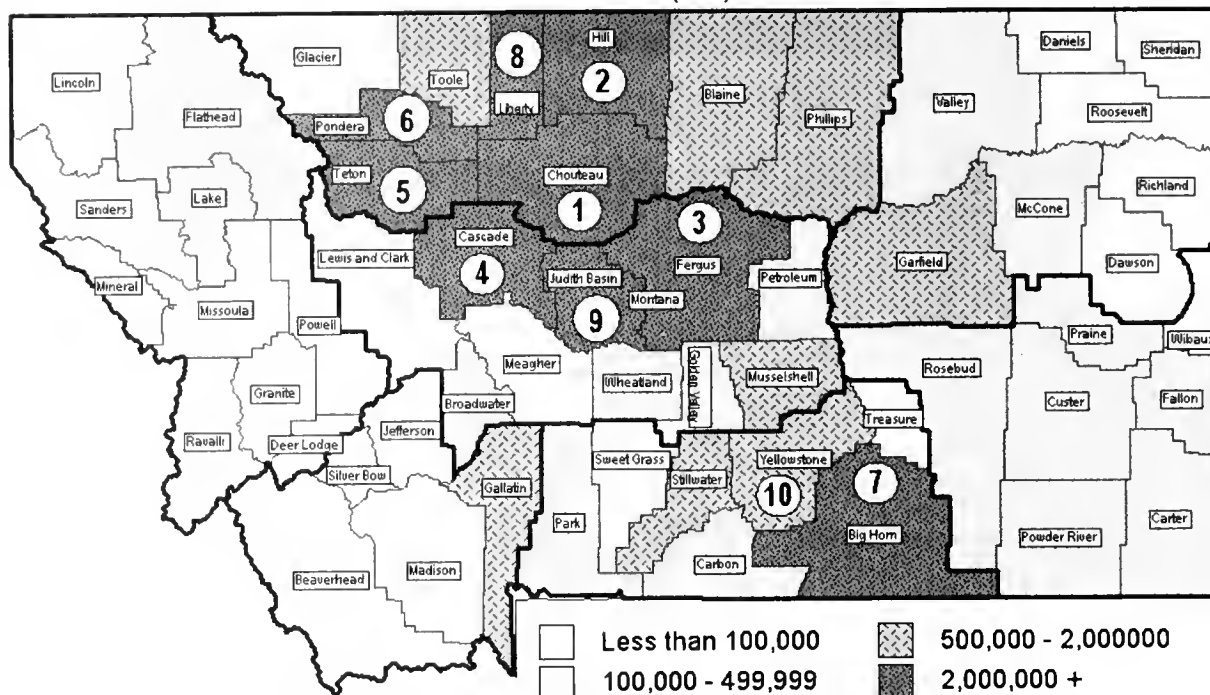 Lincoln
Glacier
Toole
8
Hill
2
Liberty
Blaine
Phillips
Valley
Daniels
Sheridan
Roosevelt
Flathead
Pondera
6
Teton
5
Chouteau
1
3
Lake
Sanders
Richland
McCone
Dawson
Lewis and Clark
Cascade
4
Judith Basin
9
Montana
Fergus
Petroleum
Garfield
Mineral
Missoula
Powell
Prairie
Wibaux
Meagher
Wheatland
Golden Valley
Musselshell
Rosebud
Custer
Fallon
Granite
Broadwater
Treasure
Ravalli
Deer Lodge
Jefferson
Silver Bow
Gallatin
Sweet Grass
Stillwater
Yellowstone
10
7
Park
Big Horn
Powder River
Carter
Carbon
Madison
Beaverhead
Less than 100,000
100,000 - 499,999
500,000 - 2,000000
2,000,000 +